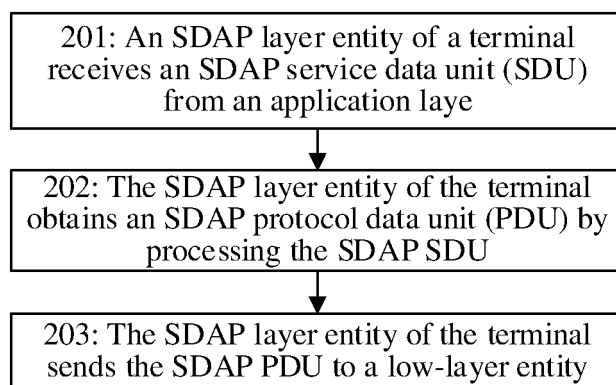 201: An SDAP layer entity of a terminal
receives an SDAP service data unit (SDU)
from an application laye
202: The SDAP layer entity of the terminal
obtains an SDAP protocol data unit (PDU) by
processing the SDAP SDU
203: The SDAP layer entity of the terminal
sends the SDAP PDU to a low-layer entity